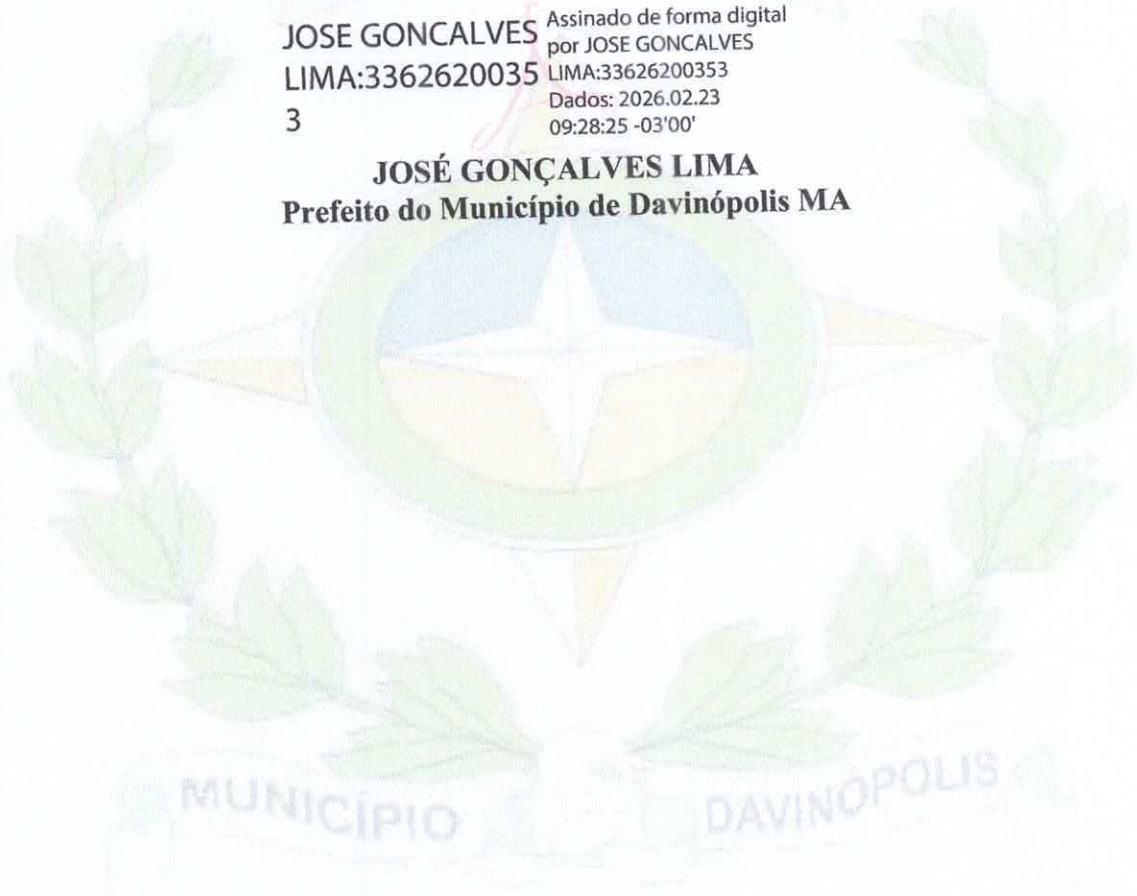 JOSE GONCALVES
LIMA:3362620035
3
Assinado de forma digital
por JOSE GONCALVES
LIMA:33626200353
Dados: 2026.02.23
09:28:25 -03'00'
JOSÉ GONÇALVES LIMA
Prefeito do Município de Davinópolis MA
MUNICÍPIO
DAVINÓPOLIS